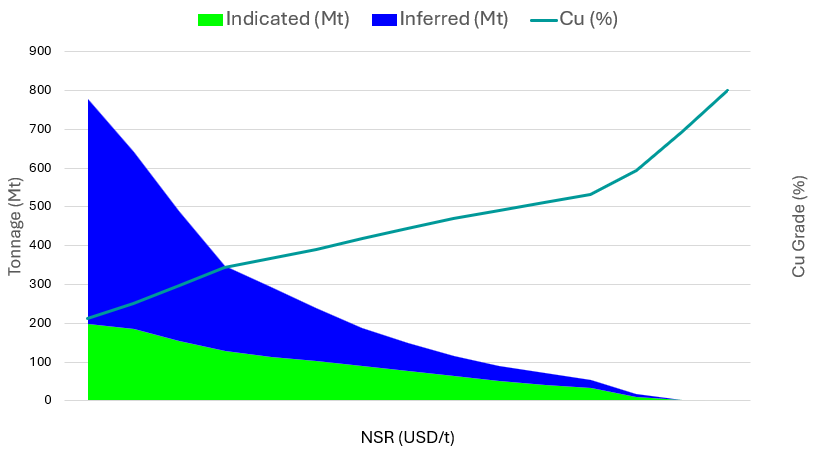 Indicated (Mt) Inferred (Mt) Cu (%)
900
800
700
600
500
400
300
200
100
0
Tonnage (Mt)
Cu Grade (%)
NSR (USD/t)